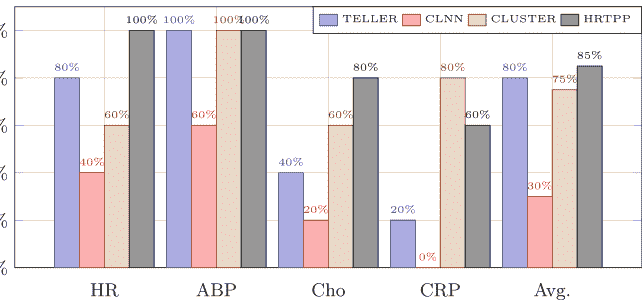 TELLER CLNN CLUSTER HRTPP
100% 100% 100% 100%
80% 80% 80% 80% 85%
75%
60% 60% 60% 60%
40% 40%
30%
20% 20%
0%
% % % % % %
HR ABP Cho CRP Avg.